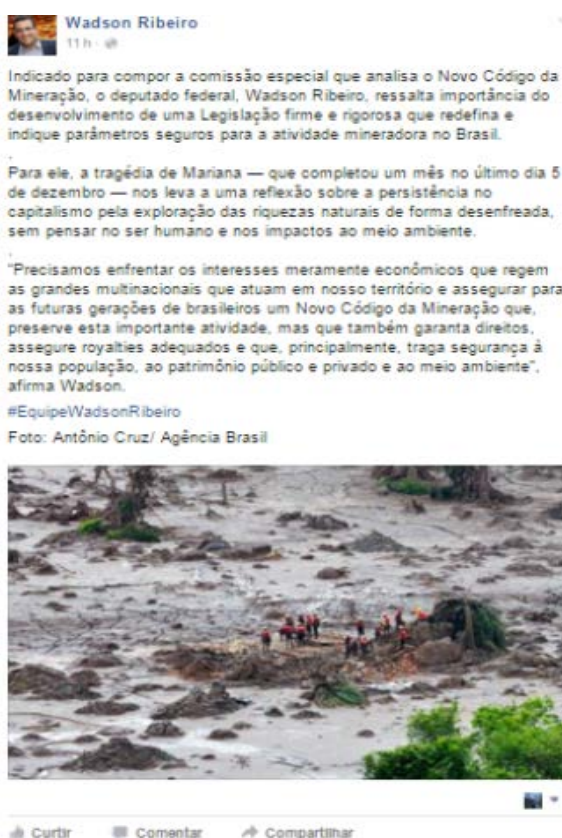 Wadson Ribeiro
11 h ·
Indicado para compor a comissão especial que analisa o Novo Código da
Mineração, o deputado federal, Wadson Ribeiro, ressalta importância do
desenvolvimento de uma Legislação firme e rigorosa que redefina e
indique parâmetros seguros para a atividade mineradora no Brasil.
.
Para ele, a tragédia de Mariana — que completou um mês no último dia 5
de dezembro — nos leva a uma reflexão sobre a persistência no
capitalismo pela exploração das riquezas naturais de forma desenfreada,
sem pensar no ser humano e nos impactos ao meio ambiente.
.
"Precisamos enfrentar os interesses meramente econômicos que regem
as grandes multinacionais que atuam em nosso território e assegurar para
as futuras gerações de brasileiros um Novo Código da Mineração que,
preserve esta importante atividade, mas que também garanta direitos,
assegure royalties adequados e que, principalmente, traga segurança à
nossa população, ao patrimônio público e privado e ao meio ambiente",
afirma Wadson.
#EquipeWadsonRibeiro
Foto: Antônio Cruz/ Agência Brasil
Curtir Comentar Compartilhar